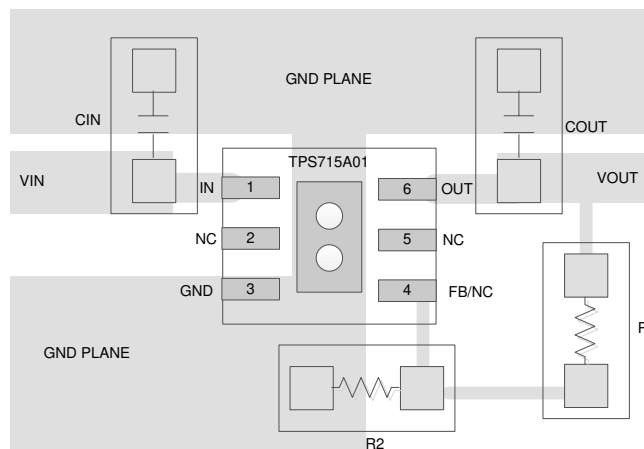 GND PLANE
CIN
COUT
TPS715A01
VIN
IN
1
6
OUT
VOUT
NC
2
5
NC
GND
3
4
FB/NC
GND PLANE
R2